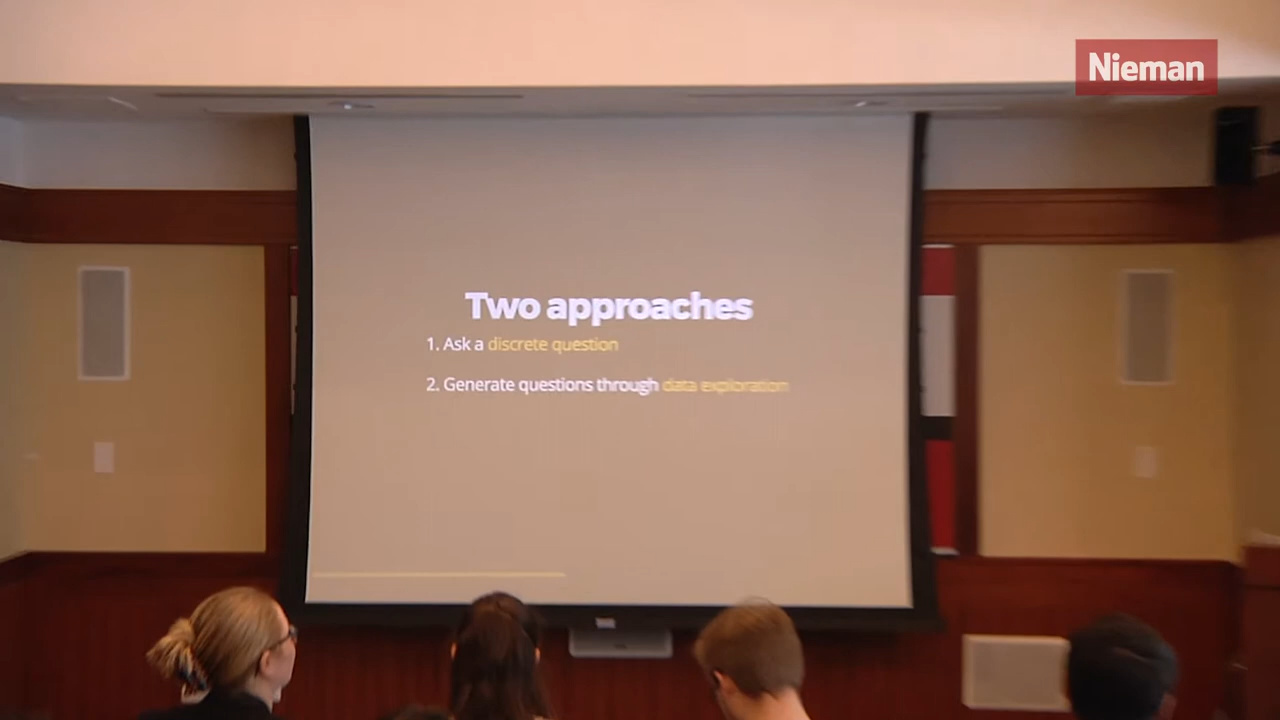 Nieman
Two approaches
1. Ask a discrete question
2. Generate questions through data exploration